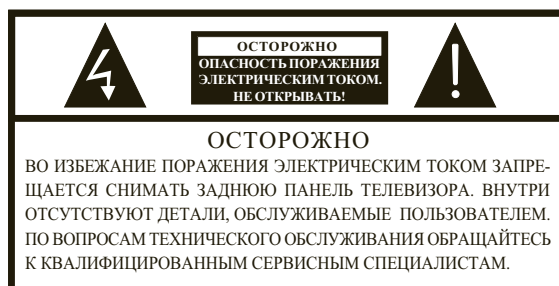 ОСТОРОЖНО
ОПАСНОСТЬ ПОРАЖЕНИЯ
ЭЛЕКТРИЧЕСКИМ ТОКОМ.
НЕ ОТКРЫВАТЬ!
ОСТОРОЖНО
ВО ИЗБЕЖАНИЕ ПОРАЖЕНИЯ ЭЛЕКТРИЧЕСКИМ ТОКОМ ЗАПРЕ-
ЩАЕТСЯ СНИМАТЬ ЗАДНЮЮ ПАНЕЛЬ ТЕЛЕВИЗОРА. ВНУТРИ
ОТСУТСТВУЮТ ДЕТАЛИ, ОБСЛУЖИВАЕМЫЕ ПОЛЬЗОВАТЕЛЕМ.
ПО ВОПРОСАМ ТЕХНИЧЕСКОГО ОБСЛУЖИВАНИЯ ОБРАЩАЙТЕСЬ
К КВАЛИФИЦИРОВАННЫМ СЕРВИСНЫМ СПЕЦИАЛИСТАМ.